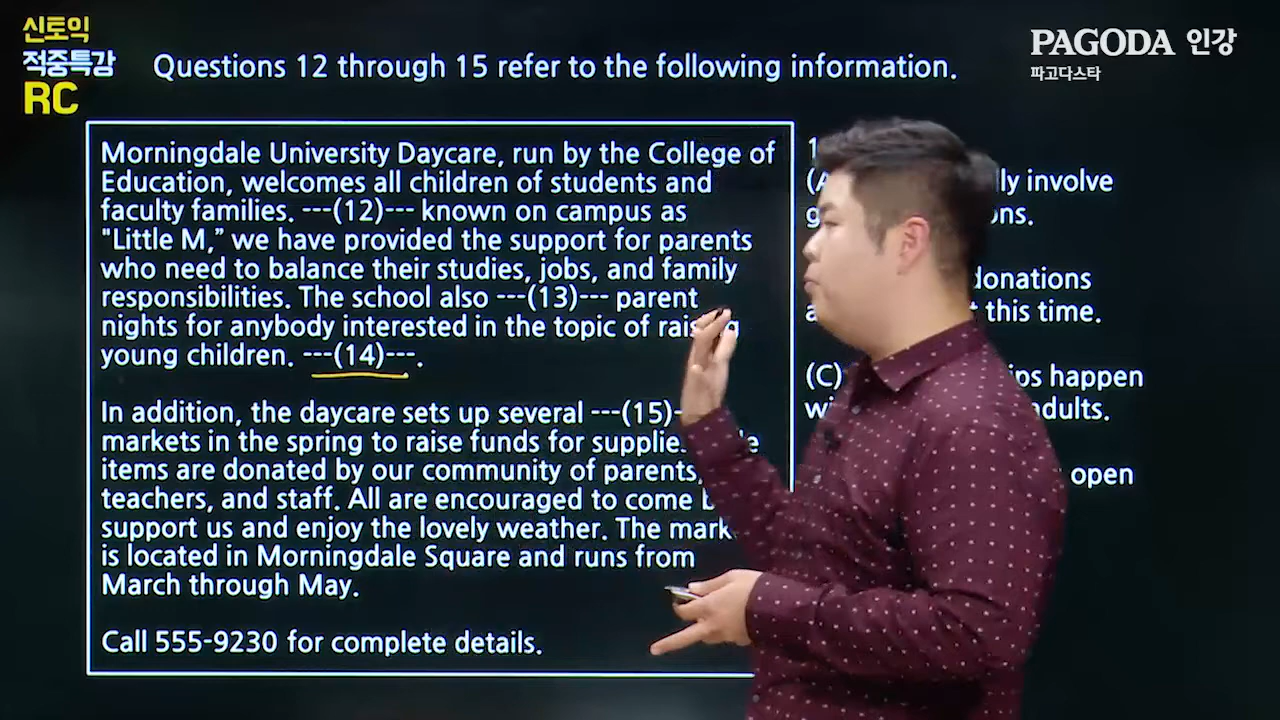 신토익
적중특강
RC
Questions 12 through 15 refer to the following information.
PAGODA 인강
파고다스타
Morningdale University Daycare, run by the College of
Education, welcomes all children of students and
faculty families. ---(12)--- known on campus as
"Little M,” we have provided the support for parents
who need to balance their studies, jobs, and family
responsibilities. The school also ---(13)--- parent
nights for anybody interested in the topic of raising
young children. ---(14)---.
In addition, the daycare sets up several ---(15)-
markets in the spring to raise funds for
items are donated by our community of parents,
teachers, and staff. All are encouraged to come
support us and enjoy the lovely weather. The
is located in Morningdale Square and runs from
March through May.
Call 555-9230 for complete details.
involve
donations
this time.
(C) happen
adults.
open